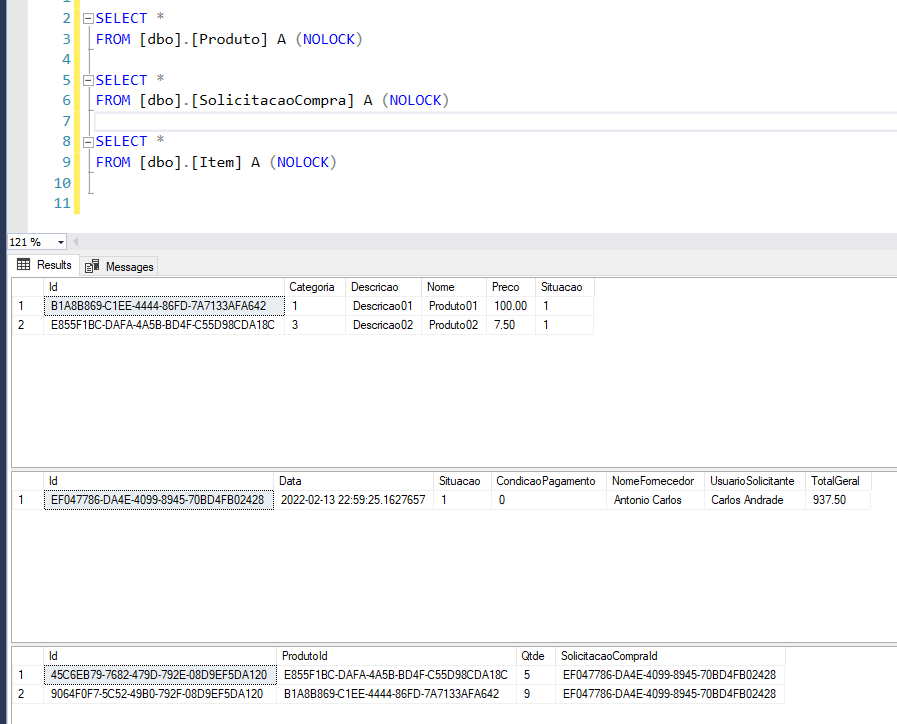 2 SELECT *
3 FROM [dbo].[Produto] A (NOLOCK)
4
5 SELECT *
6 FROM [dbo].[SolicitacaoCompra] A (NOLOCK)
7
8 SELECT *
9 FROM [dbo].[Item] A (NOLOCK)
10
11
121 %
Results Messages
Id Categoria Descricao Nome Preco Situacao
1 B1A8B869-C1EE-4444-86FD-7A7133AFA642 1 Descricao01 Produto01 100.00 1
2 E855F1BC-DAFA-4A5B-BD4F-C55D98CDA18C 3 Descricao02 Produto02 7.50 1
Id Data Situacao CondicaoPagamento NomeFornecedor UsuarioSolicitante TotalGeral
1 EF047786-DA4E-4099-8945-70BD4FB02428 2022-02-13 22:59:25.1627657 1 0 Antonio Carlos Carlos Andrade 937.50
Id ProdutoId Qtde SolicitacaoCompraId
1 45C6EB79-7682-479D-792E-08D9EF5DA120 E855F1BC-DAFA-4A5B-BD4F-C55D98CDA18C 5 EF047786-DA4E-4099-8945-70BD4FB02428
2 9064F0F7-5C52-49B0-792F-08D9EF5DA120 B1A8B869-C1EE-4444-86FD-7A7133AFA642 9 EF047786-DA4E-4099-8945-70BD4FB02428